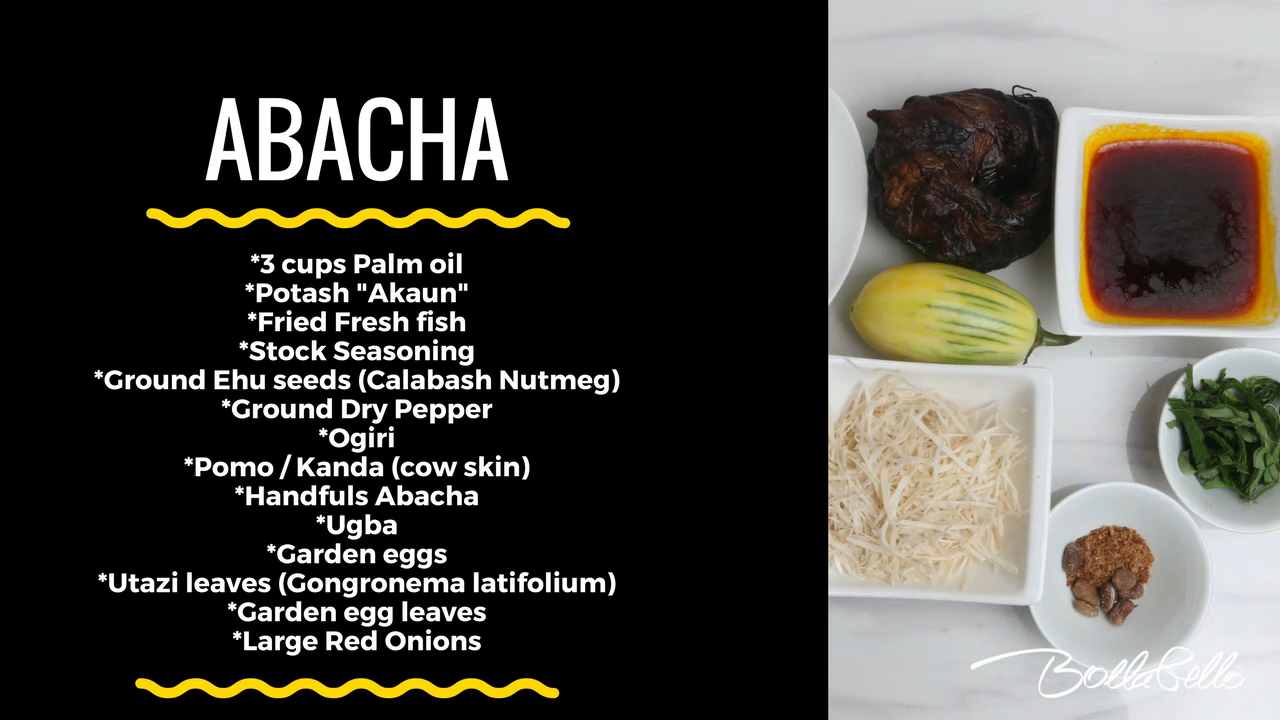 ABACHA
*3 cups Palm oil
*Potash "Akaun"
*Fried Fresh fish
*Stock Seasoning
*Ground Ehu seeds (Calabash Nutmeg)
*Ground Dry Pepper
*Ogiri
*Pomo / Kanda (cow skin)
*Handfuls Abacha
*Ugba
*Garden eggs
*Utazi leaves (Gongronema latifolium)
*Garden egg leaves
*Large Red Onions
Bolla Bello